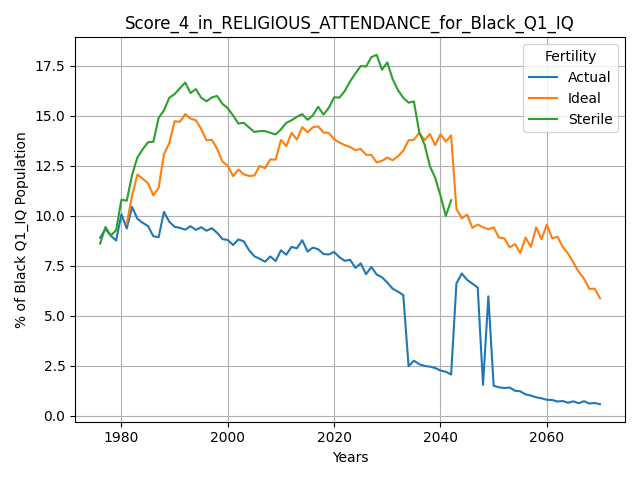 Score_4_in_RELIGIOUS_ATTENDANCE_for_Black_Q1_IQ
Fertility
Actual
Ideal
Sterile
% of Black Q1_IQ Population
17.5
15.0
12.5
10.0
7.5
5.0
2.5
0.0
1980
2000
2020
2040
2060
Years